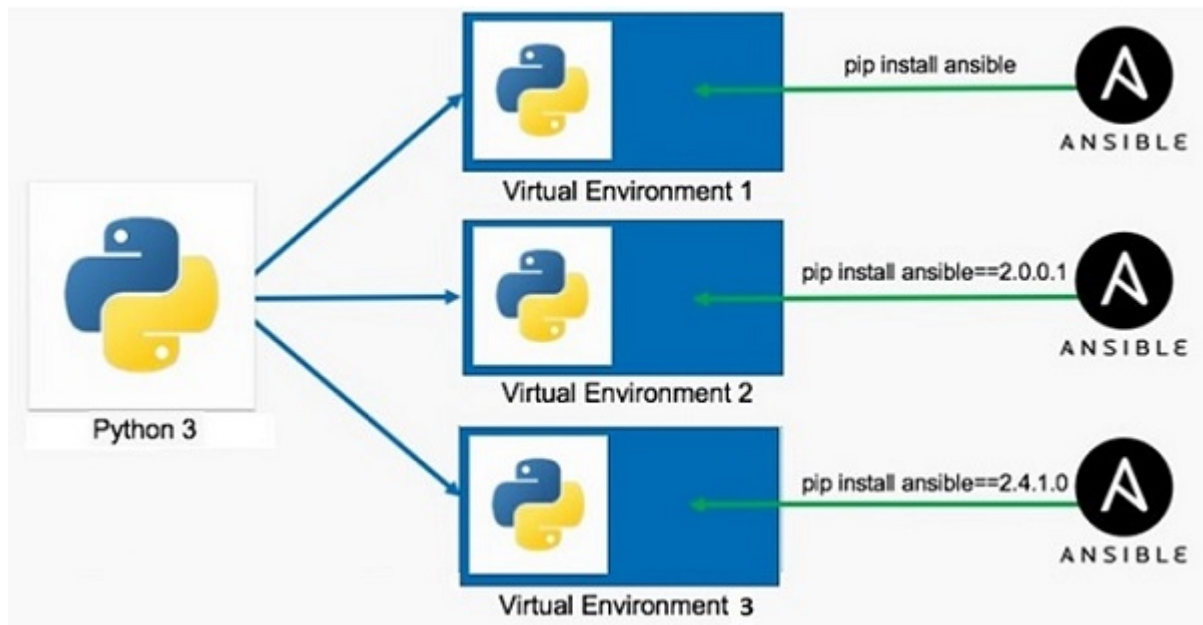 pip install ansible
ANSIBLE
Virtual Environment 1
pip install ansible==2.0.0.1
ANSIBLE
Python 3
Virtual Environment 2
pip install ansible==2.4.1.0
ANSIBLE
Virtual Environment 3